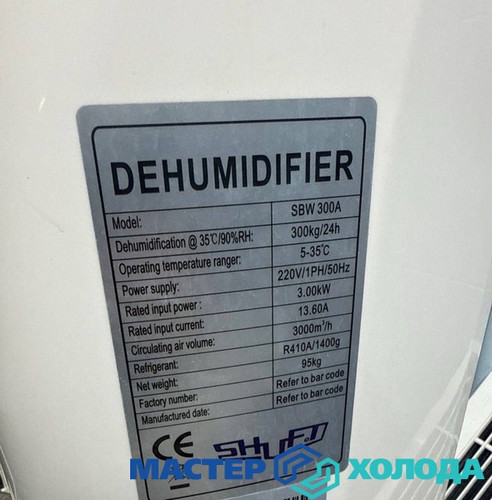 DEHUMIDIFIER
Model: SBW 300A
Dehumidification @ 35℃/90%RH: 300kg/24h
Operating temperature ranger: 5-35℃
Power supply: 220V/1PH/50Hz
Rated input power : 3.00kW
Rated input current: 13.60A
Circulating air volume: 3000m³/h
Refrigerant: R410A/1400g
Net weight: 95kg
Factory number: Refer to bar code
Manufactured date: Refer to bar code
CE SHUFT
МАСТЕР ХОЛОДА